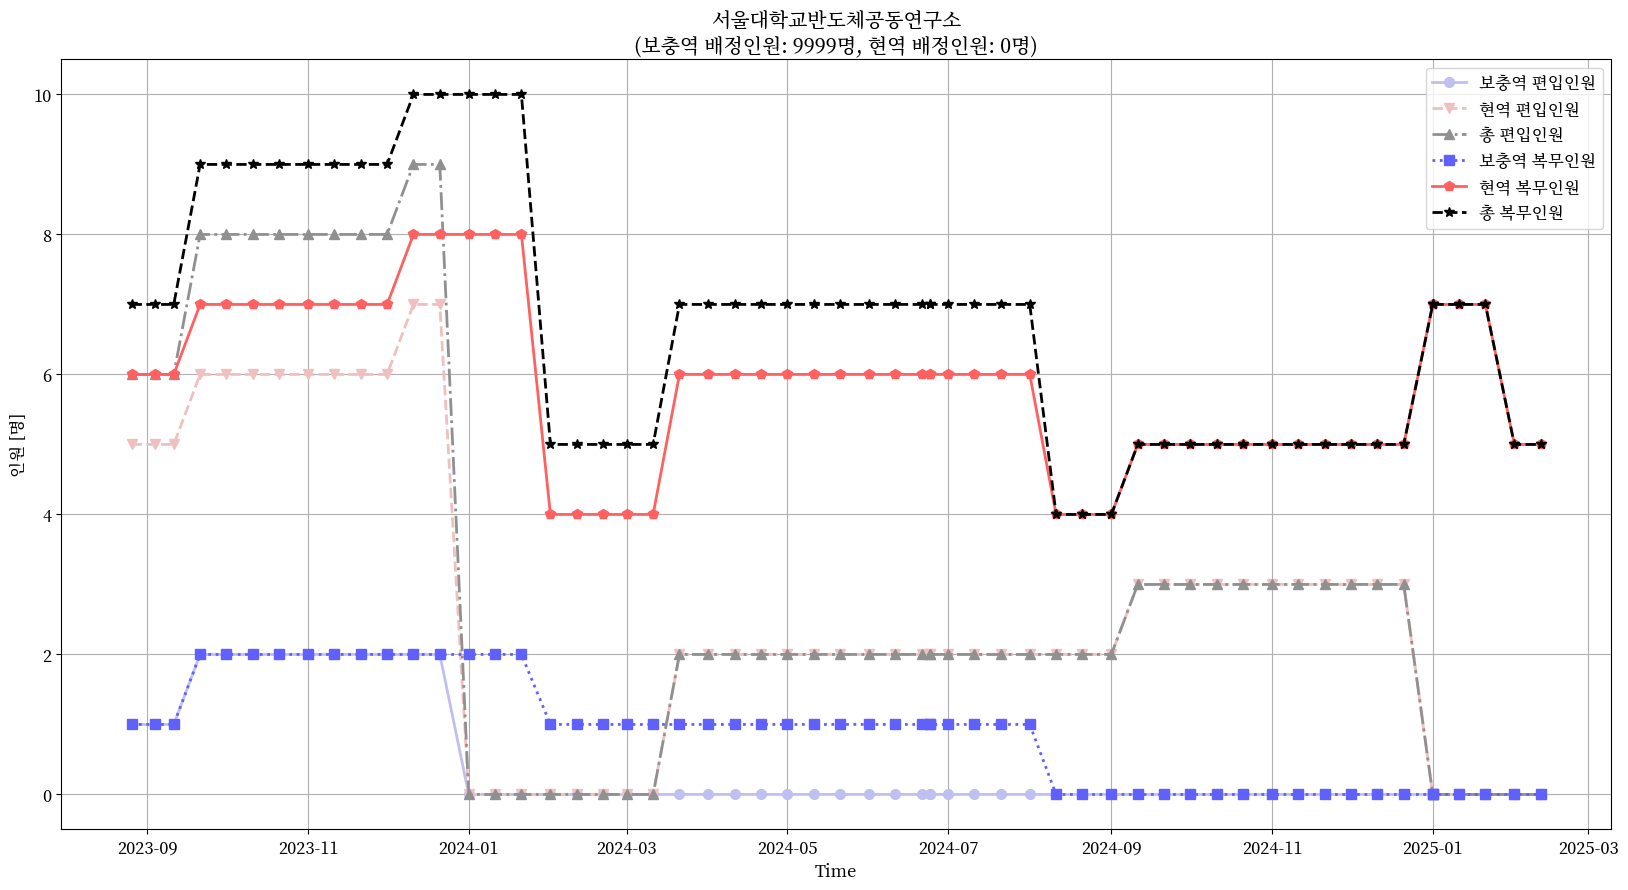 서울대학교반도체공동연구소
(보충역 배정인원: 9999명, 현역 배정인원: 0명)
보충역 편입인원
현역 편입인원
총 편입인원
보충역 복무인원
현역 복무인원
총 복무인원
인원 [명]
10
8
6
4
2
0
2023-09
2023-11
2024-01
2024-03
2024-05
2024-07
2024-09
2024-11
2025-01
2025-03
Time